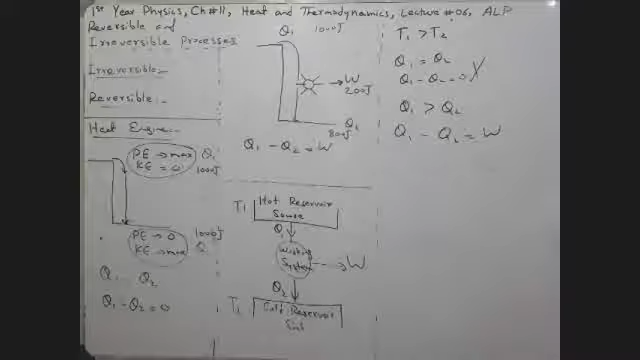 1st Year Physics, Ch#11, Heat and Thermodynamics, Lecture #06, ALP
Reversible and
Irreversible Processes
Irreversible:-
Reversible:-
Heat Engine:-
PE → max
KE = 0
Q₁
1000J
PE → 0
KE → max
1000J
Q
Q₁ Q₂
Q₁ - Q₂ = 0
Q₁ 1000J
→ W
200J
Q₂
800J
Q₁ - Q₂ = W
T₁
Hot Reservoir
Source
Q₁
Working
System
→ W
Q₂
Cold Reservoir
Sink
T₁ > T₂
Q₁ = Q₂
Q₁ - Q₂ = 0 X
Q₁ > Q₂
Q₁ - Q₂ = W